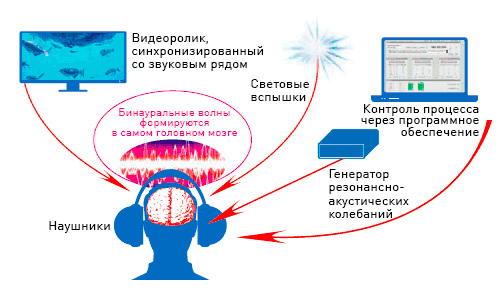 Видеоролик,
синхронизированный
со звуковым рядом
Световые
вспышки
Контроль процесса
через программное
обеспечение
Бинауральные волны
формируются
в самом головном мозге
Генератор
резонансно-
акустических
колебаний
Наушники